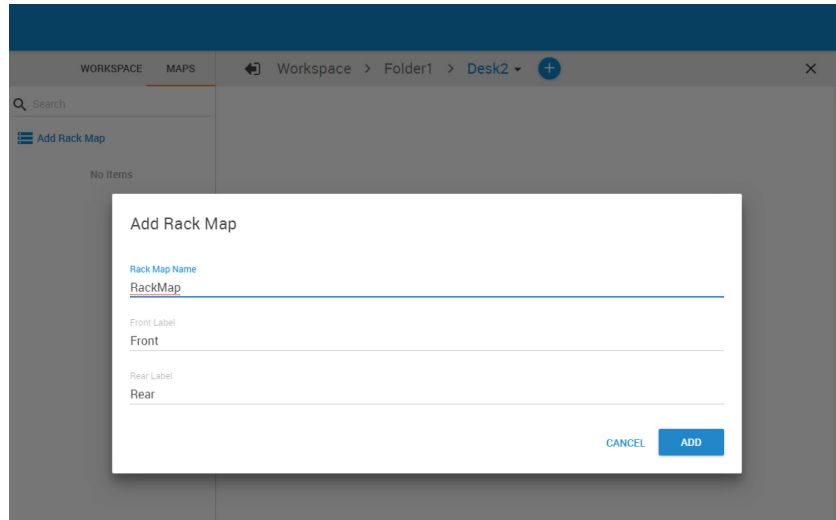 WORKSPACE MAPS
Workspace > Folder1 > Desk2
Search
Add Rack Map
No Items
Add Rack Map
Rack Map Name
RackMap
Front Label
Front
Rear Label
Rear
CANCEL ADD